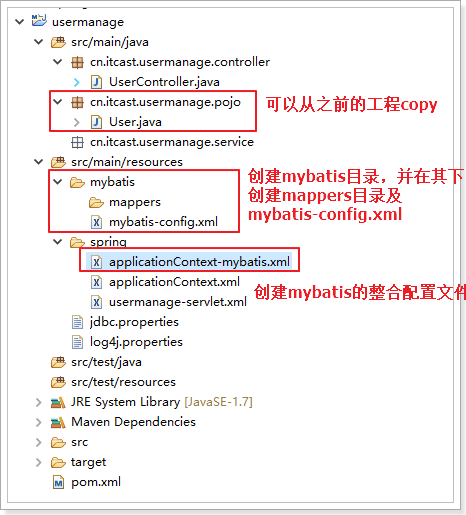 usermanage
src/main/java
cn.itcast.usermanage.controller
UserController.java
cn.itcast.usermanage.pojo
User.java
可以从之前的工程copy
cn.itcast.usermanage.service
src/main/resources
mybatis
mappers
mybatis-config.xml
创建mybatis目录，并在其下
创建mappers目录及
mybatis-config.xml
spring
applicationContext-mybatis.xml
applicationContext.xml
usermanage-servlet.xml
创建mybatis的整合配置文件
jdbc.properties
log4j.properties
src/test/java
src/test/resources
JRE System Library [JavaSE-1.7]
Maven Dependencies
src
target
pom.xml